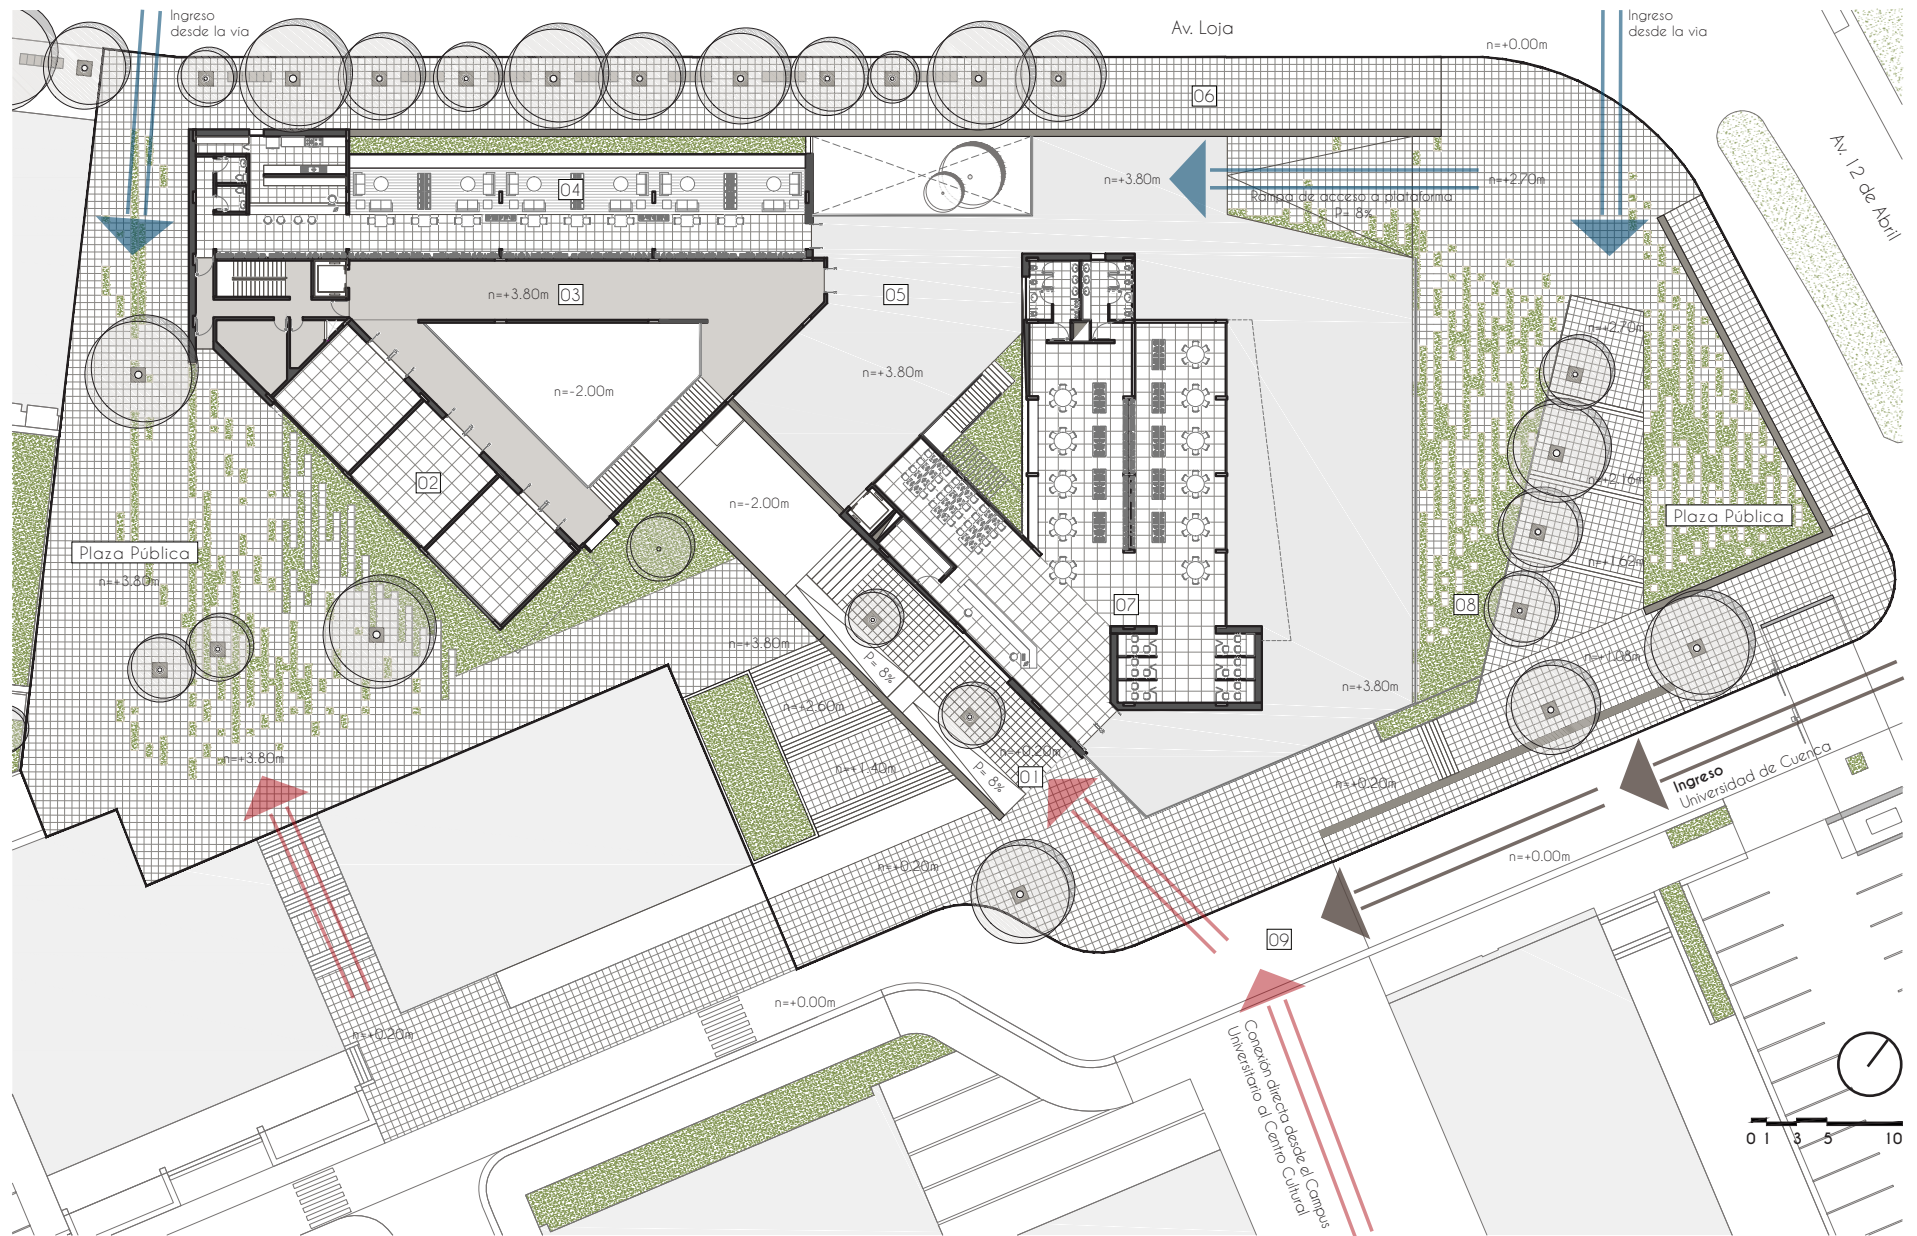 Ingreso
desde la via
Av. Loja
Ingreso
desde la via
n=+0.00m
06
Av. 12 de Abril
04
n=+3.80m
n=+2.70m
Rampa de acceso a plataforma
P= 8%
n=+3.80m
03
05
n=+2.70m
n=+3.80m
n=-2.00m
02
n=+2.16m
n=-2.00m
Plaza Pública
Plaza Pública
n=+3.80m
n=+1.62m
07
08
n=+3.80m
n=+1.08m
P= 8%
n=+3.80m
n=+2.60m
n=+0.20m
n=+3.80m
n=+1.40m
P= 8%
01
n=+0.20m
Ingreso
Universidad de Cuenca
n=+0.20m
n=+0.00m
09
n=+0.00m
n=+0.20m
Conexión directa desde el Campus
Universitario al Centro Cultural
0 1 3 5 10